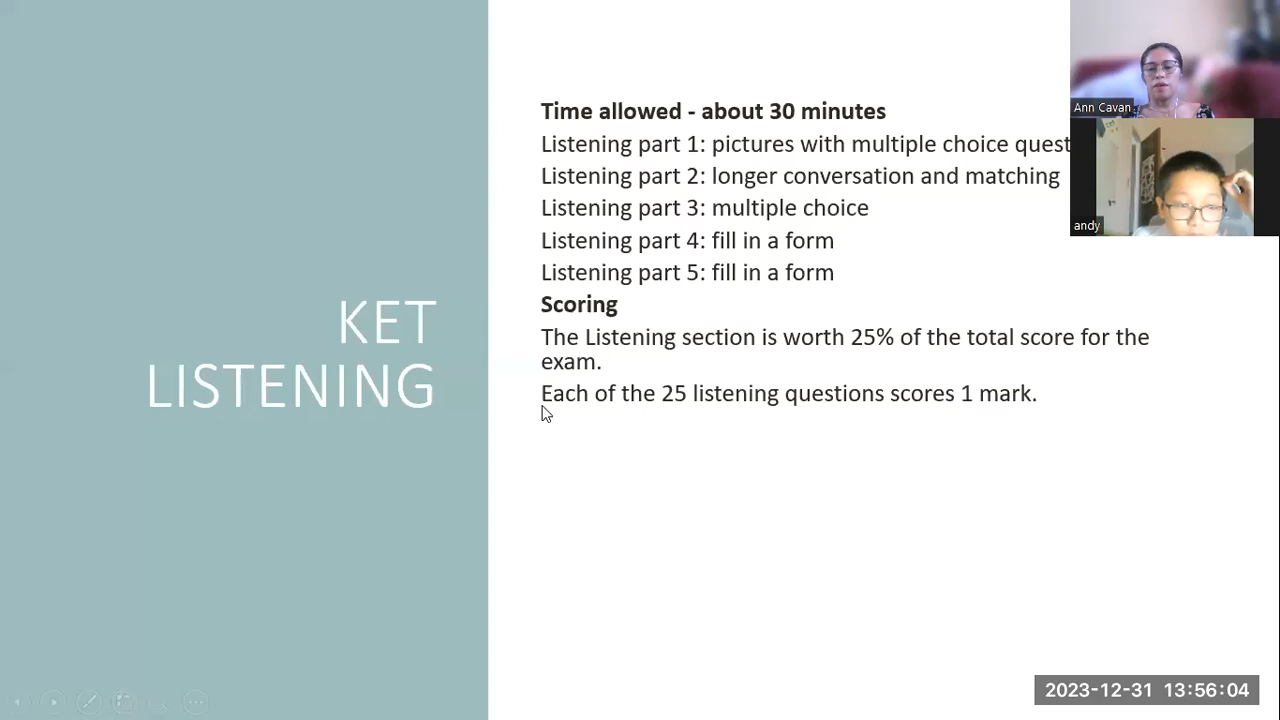 KET
LISTENING
Time allowed - about 30 minutes
Listening part 1: pictures with multiple choice quest
Listening part 2: longer conversation and matching
Listening part 3: multiple choice
Listening part 4: fill in a form
Listening part 5: fill in a form
Scoring
The Listening section is worth 25% of the total score for the
exam.
Each of the 25 listening questions scores 1 mark.
Ann Cavan
andy
2023-12-31 13:56:04